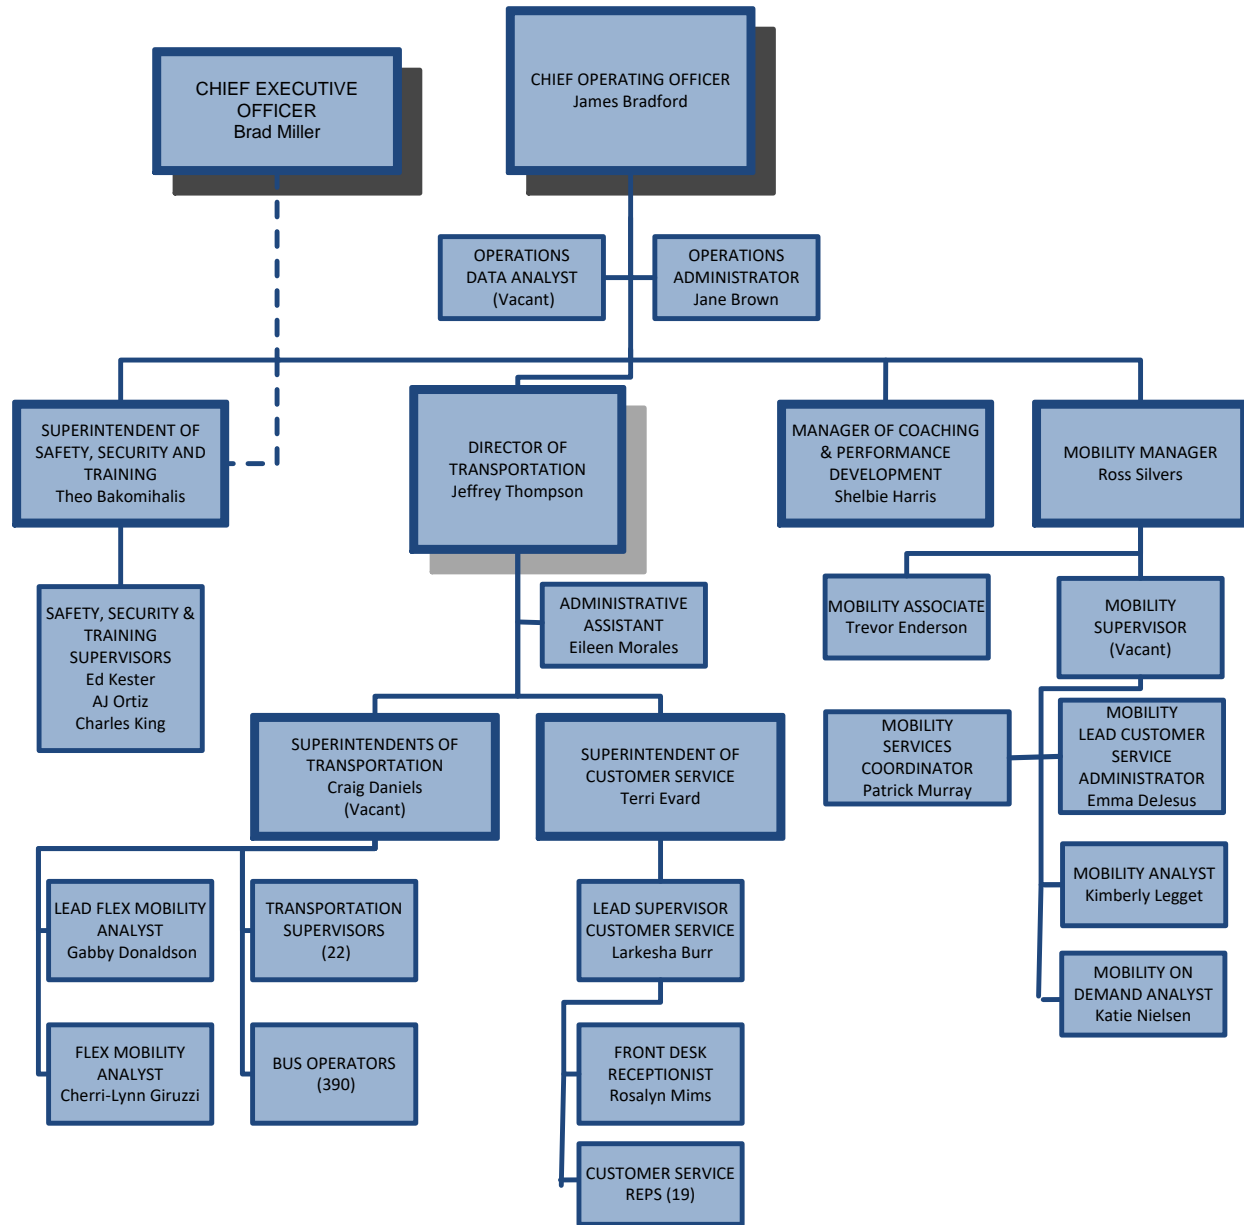 CHIEF EXECUTIVE
OFFICER
Brad Miller
CHIEF OPERATING OFFICER
James Bradford
OPERATIONS
DATA ANALYST
(Vacant)
OPERATIONS
ADMINISTRATOR
Jane Brown
SUPERINTENDENT OF
SAFETY, SECURITY AND
TRAINING
Theo Bakomihalis
DIRECTOR OF
TRANSPORTATION
Jeffrey Thompson
MANAGER OF COACHING
& PERFORMANCE
DEVELOPMENT
Shelbie Harris
MOBILITY MANAGER
Ross Silvers
SAFETY, SECURITY &
TRAINING
SUPERVISORS
Ed Kester
AJ Ortiz
Charles King
ADMINISTRATIVE
ASSISTANT
Eileen Morales
MOBILITY ASSOCIATE
Trevor Enderson
MOBILITY
SUPERVISOR
(Vacant)
SUPERINTENDENTS OF
TRANSPORTATION
Craig Daniels
(Vacant)
SUPERINTENDENT OF
CUSTOMER SERVICE
Terri Evard
MOBILITY
SERVICES
COORDINATOR
Patrick Murray
MOBILITY
LEAD CUSTOMER
SERVICE
ADMINISTRATOR
Emma DeJesus
LEAD FLEX MOBILITY
ANALYST
Gabby Donaldson
TRANSPORTATION
SUPERVISORS
(22)
LEAD SUPERVISOR
CUSTOMER SERVICE
Larkesha Burr
MOBILITY ANALYST
Kimberly Legget
MOBILITY ON
DEMAND ANALYST
Katie Nielsen
FLEX MOBILITY
ANALYST
Cherri-Lynn Giruzzi
BUS OPERATORS
(390)
FRONT DESK
RECEPTIONIST
Rosalyn Mims
CUSTOMER SERVICE
REPS (19)